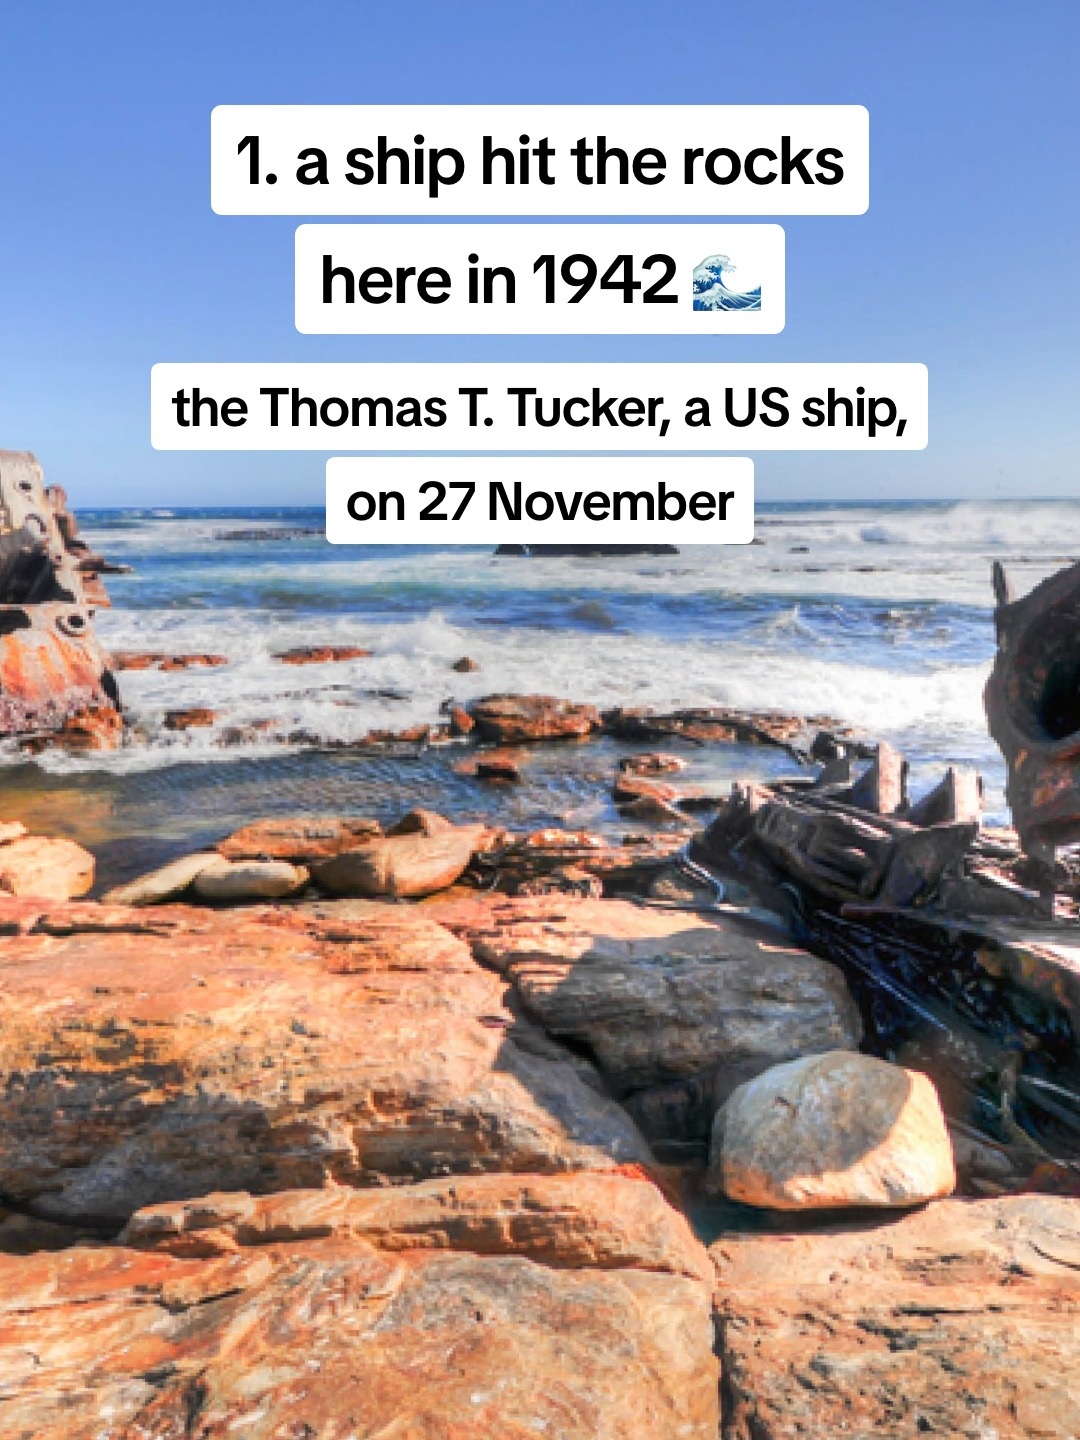 1. a ship hit the rocks
here in 1942 🌊
the Thomas T. Tucker, a US ship,
on 27 November